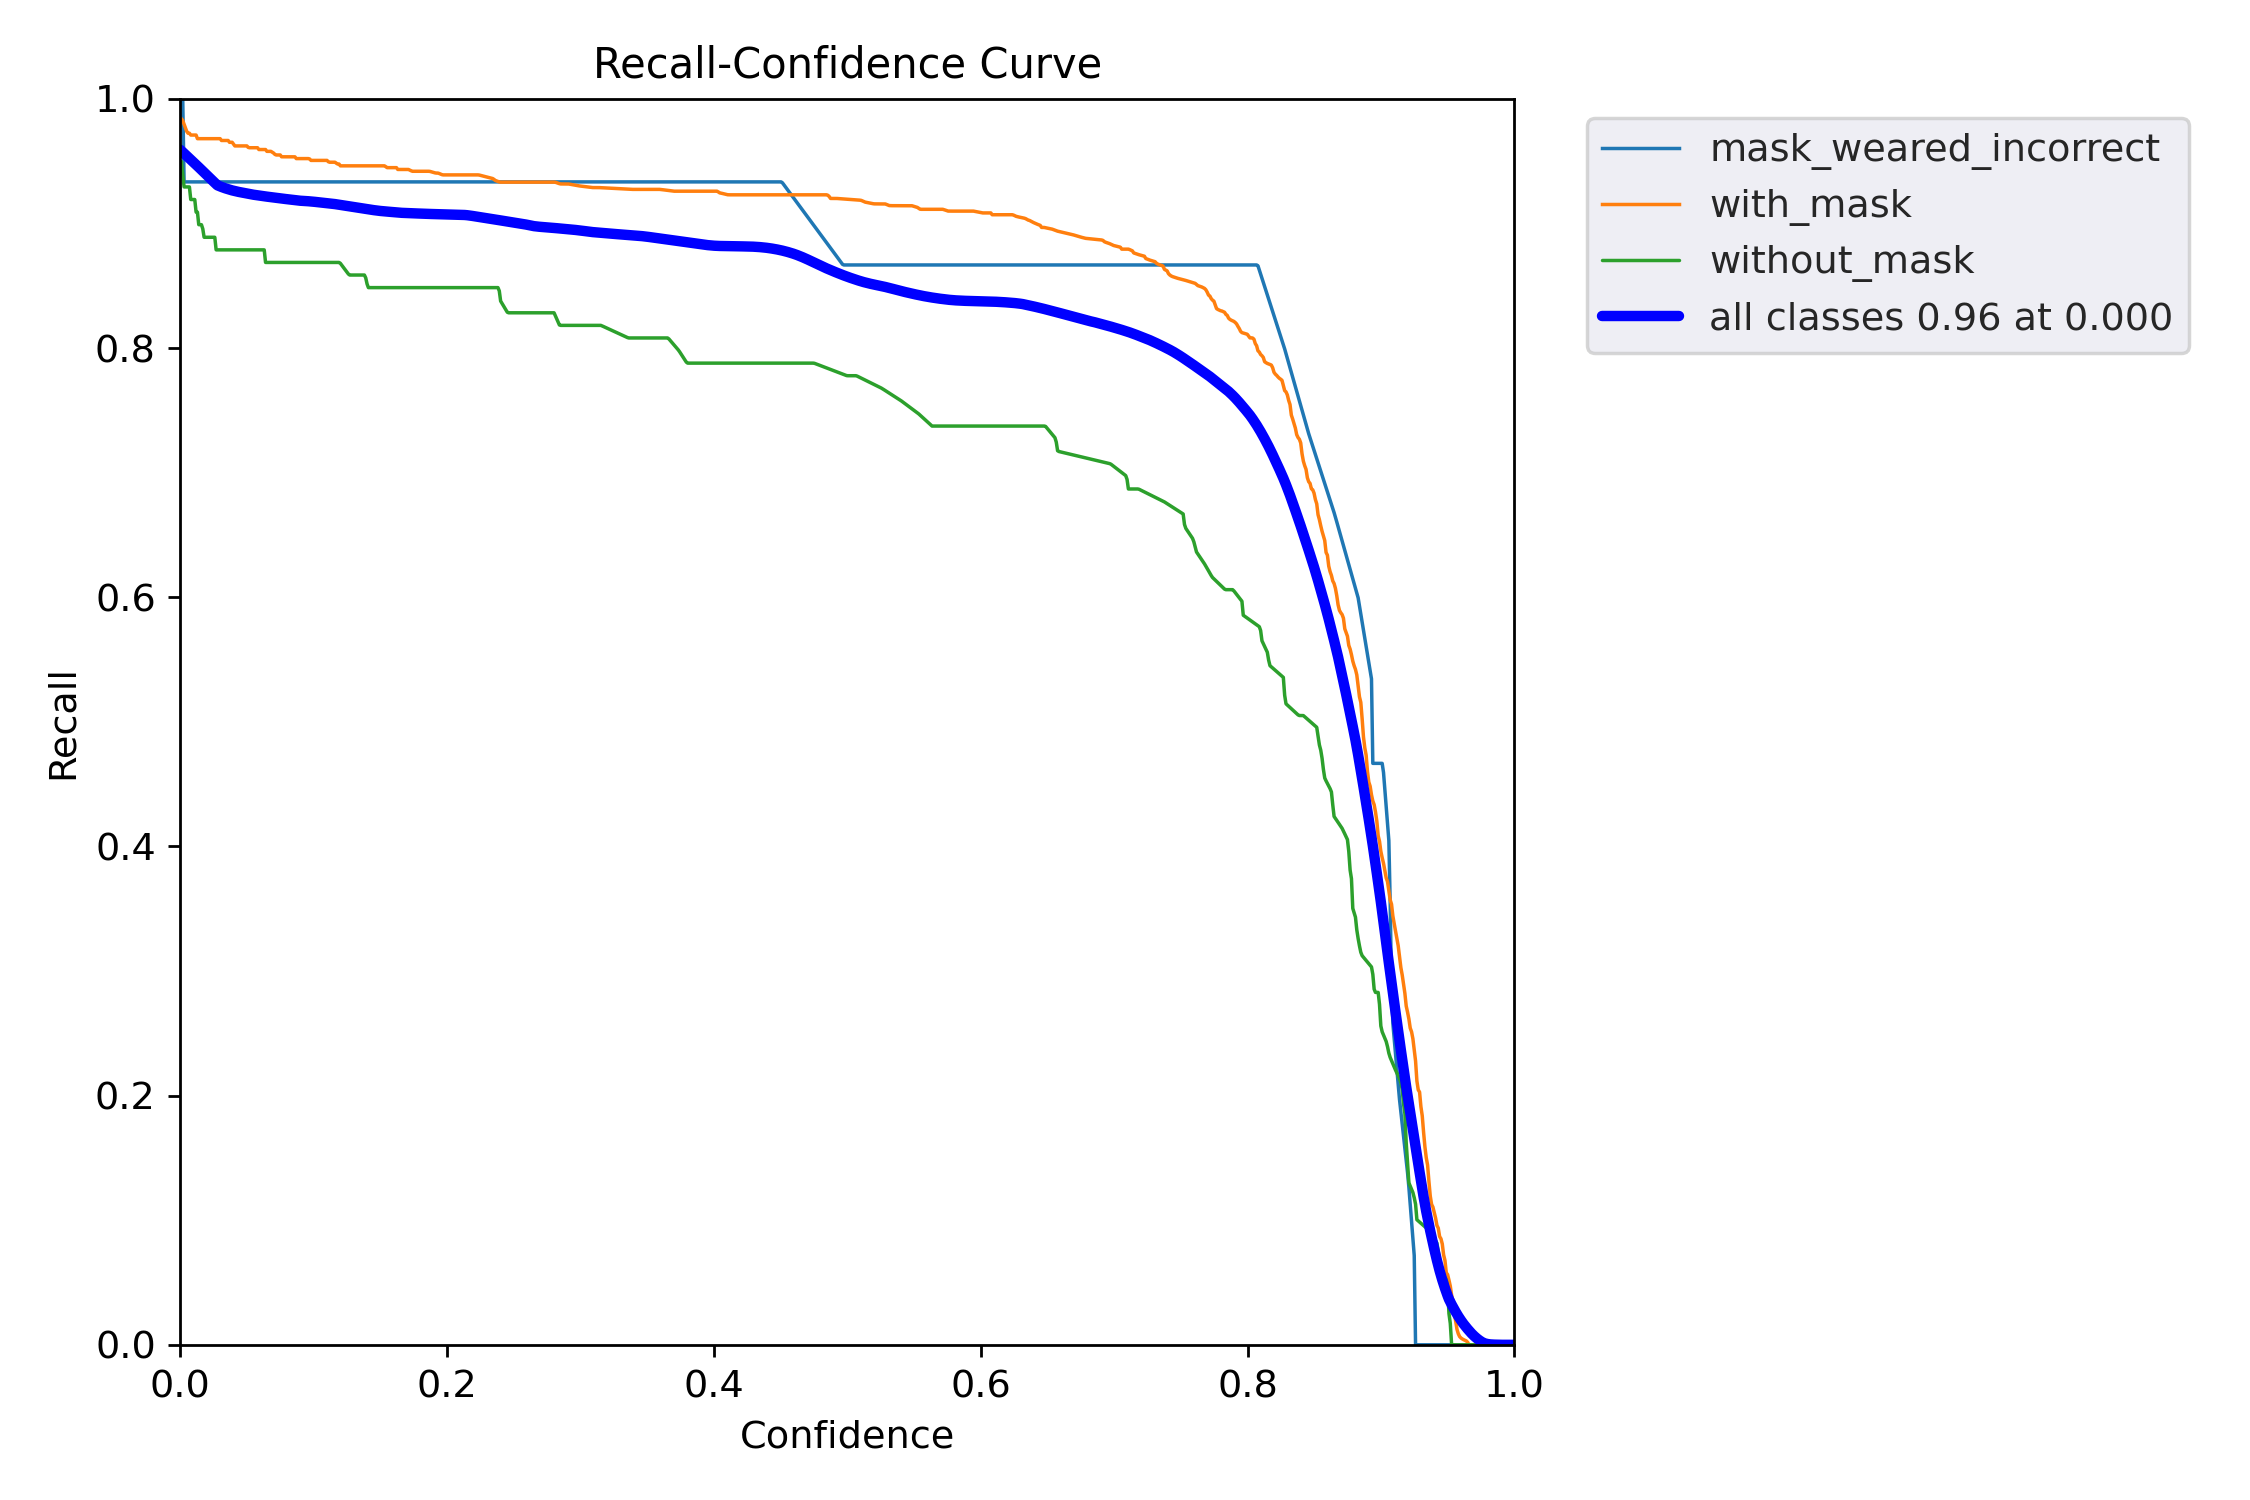 Recall-Confidence Curve
1.0
0.8
0.6
0.4
0.2
0.0
Recall
0.0 0.2 0.4 0.6 0.8 1.0
Confidence
mask_weared_incorrect
with_mask
without_mask
all classes 0.96 at 0.000